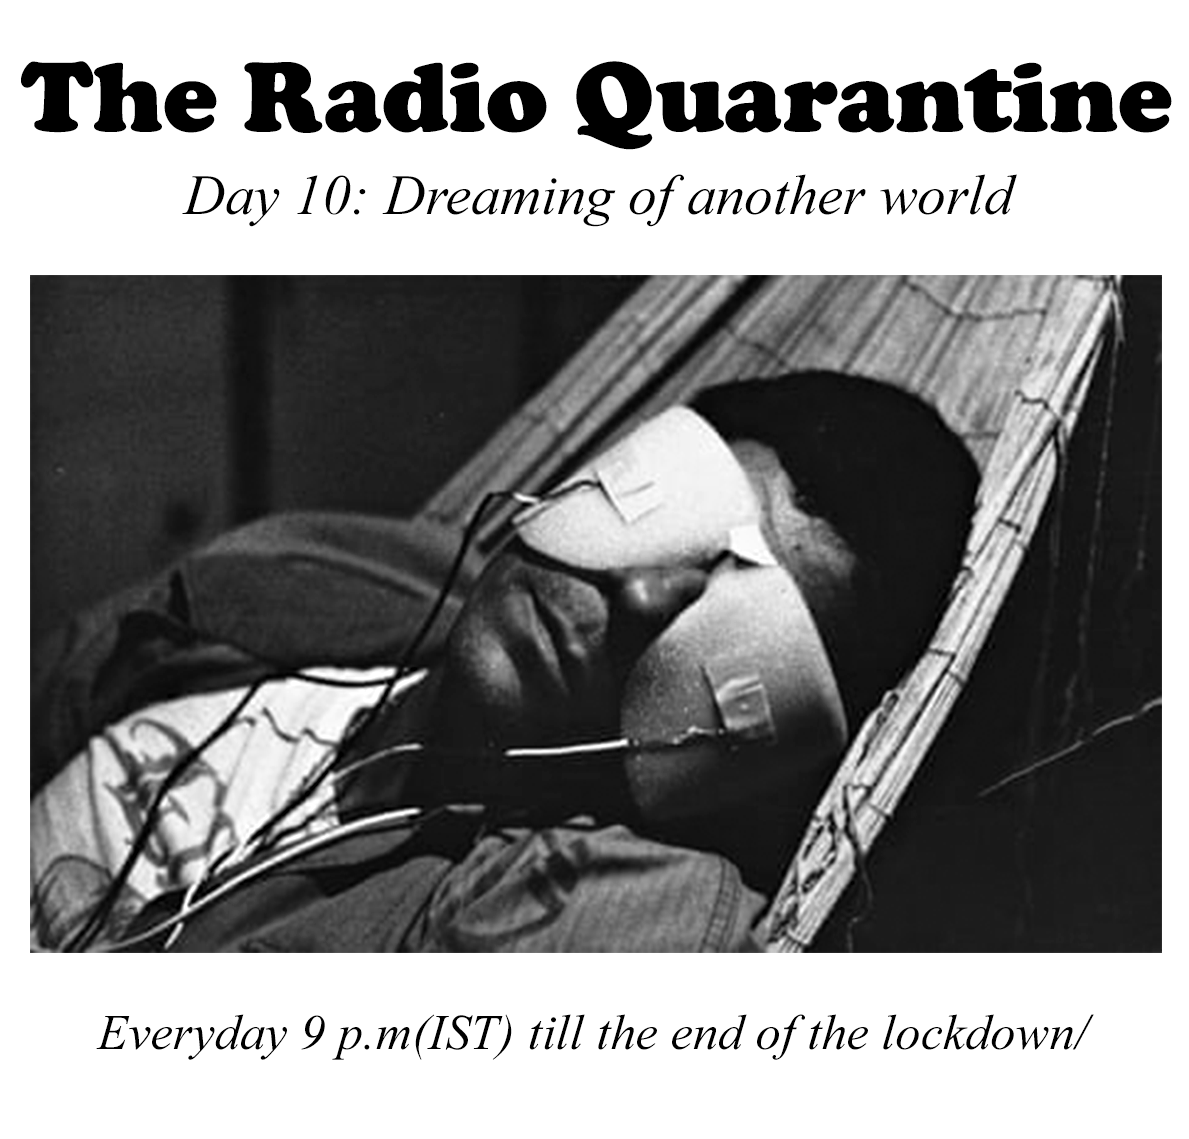 The Radio Quarantine
Day 10: Dreaming of another world
Everyday 9 p.m(IST) till the end of the lockdown/